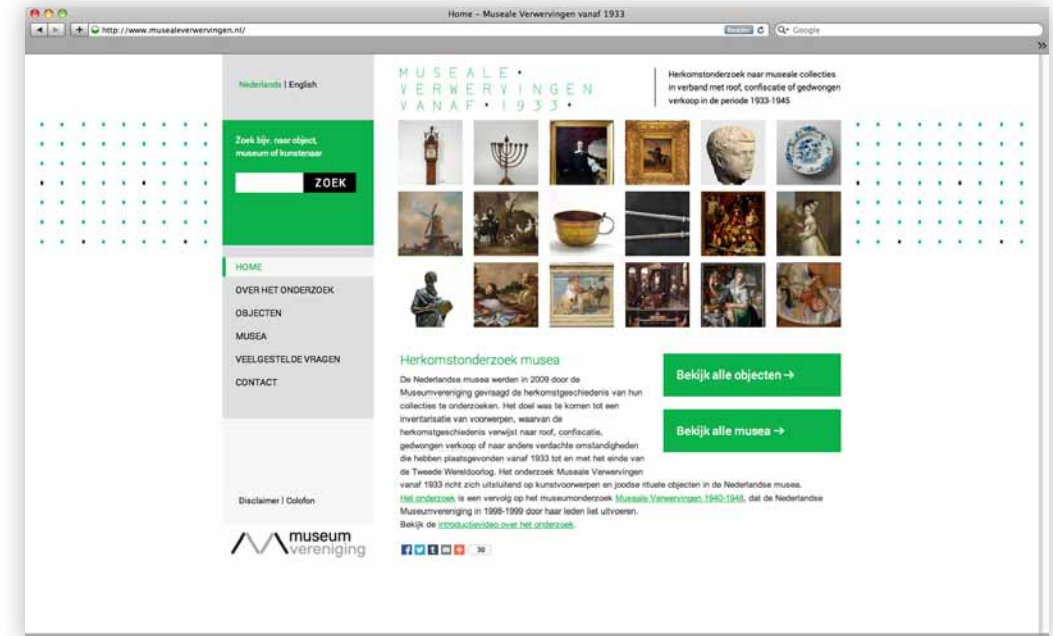 Home – Museale Verwervingen vanaf 1933
http://www.musealeverwervingen.nl/
Reader
Google
Nederlands | English
MUSEALE
VERWERVINGEN
VANAF 1933
Herkomstonderzoek naar museale collecties
in verband met roof, confiscatie of gedwongen
verkoop in de periode 1933-1945
Zoek bijv. naar object,
museum of kunstenaar
ZOEK
HOME
OVER HET ONDERZOEK
OBJECTEN
MUSEA
VEELGESTELDE VRAGEN
CONTACT
Herkomstonderzoek musea
De Nederlandse musea werden in 2009 door de
Museumvereniging gevraagd de herkomstgeschiedenis van hun
collecties te onderzoeken. Het doel was te komen tot een
inventarisatie van voorwerpen, waarvan de
herkomstgeschiedenis verwijst naar roof, confiscatie,
gedwongen verkoop of naar andere verdachte omstandigheden
die hebben plaatsgevonden vanaf 1933 tot en met het einde van
de Tweede Wereldoorlog. Het onderzoek Museale Verwervingen
vanaf 1933 richt zich uitsluitend op kunstvoorwerpen en joodse rituele objecten in de Nederlandse musea.
Het onderzoek is een vervolg op het museumonderzoek Museale Verwervingen 1940-1948, dat de Nederlandse
Museumvereniging in 1998-1999 door haar leden liet uitvoeren.
Bekijk de introductievideo over het onderzoek.
Bekijk alle objecten →
Bekijk alle musea →
30
Disclaimer | Colofon
museum
vereniging